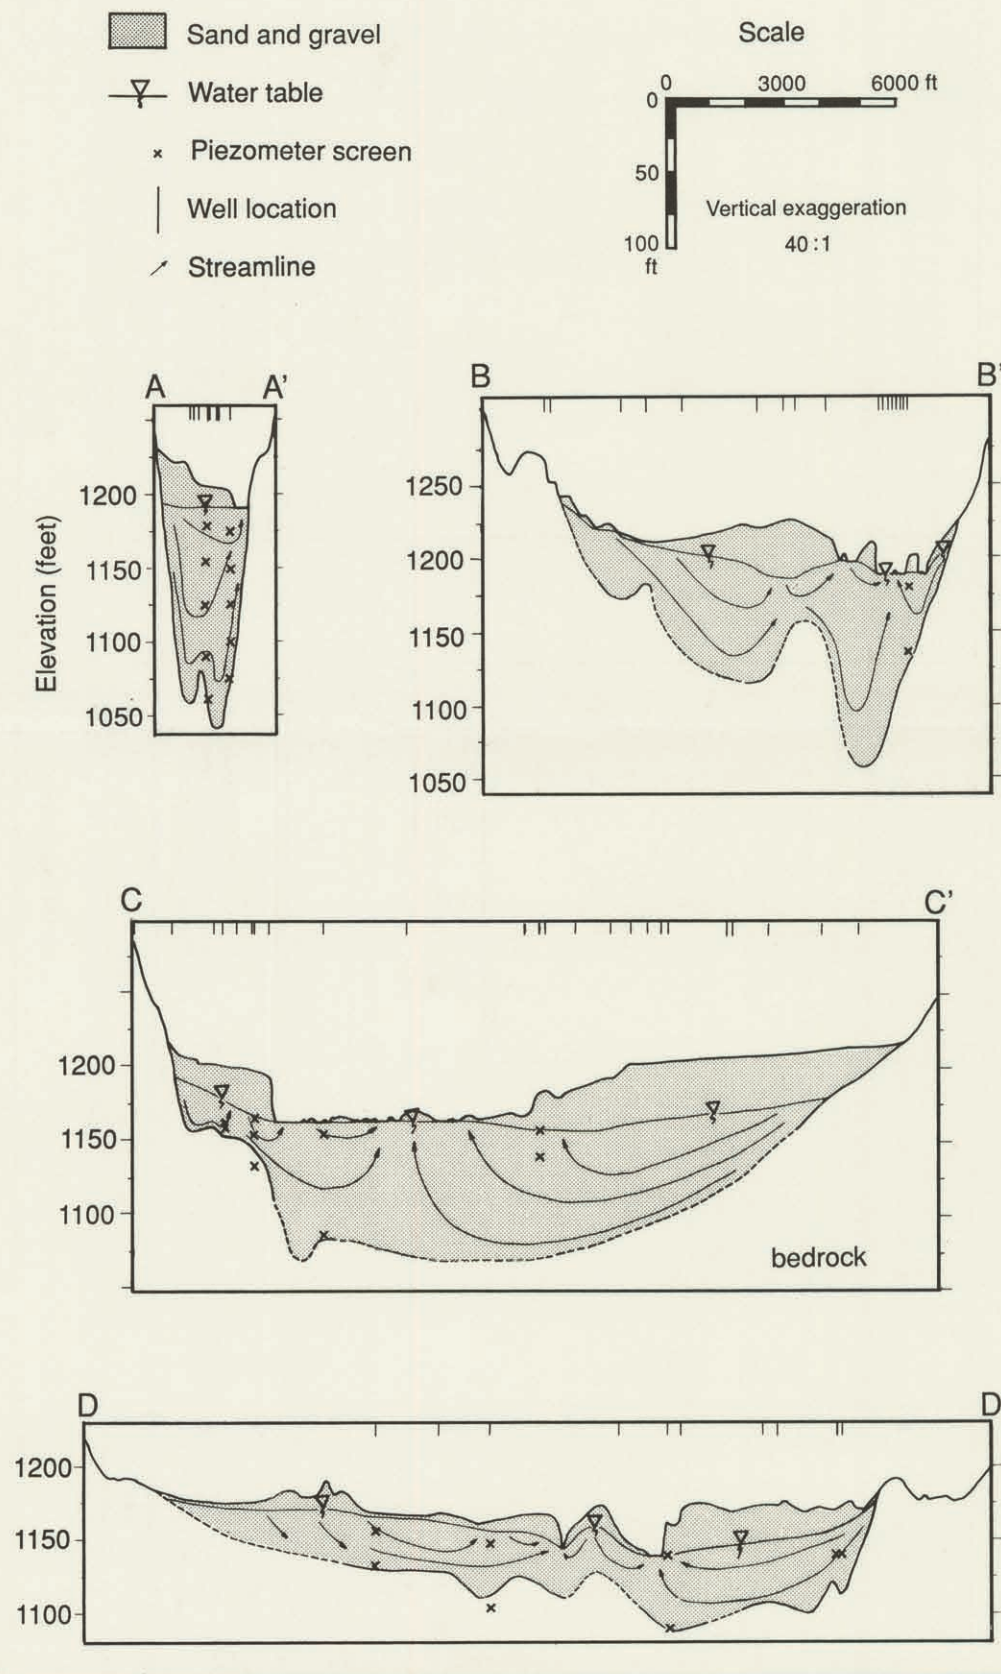 Sand and gravel
Water table
Piezometer screen
Well location
Streamline
Scale
0 3000 6000 ft
0
50
100
ft
Vertical exaggeration
40:1
A A'
Elevation (feet)
1200
1150
1100
1050
B B'
1250
1200
1150
1100
1050
C C'
1200
1150
1100
bedrock
D D
1200
1150
1100